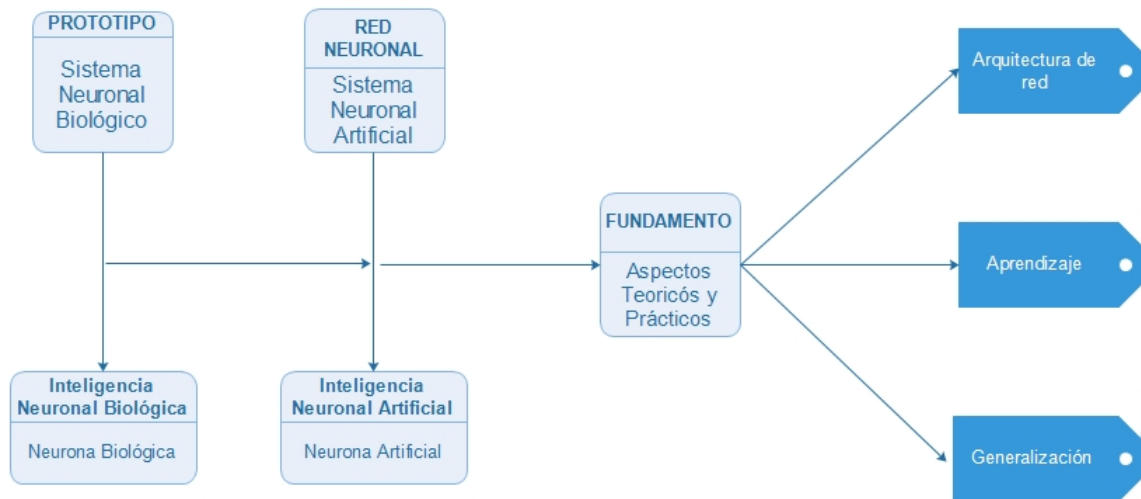 PROTOTIPO
Sistema
Neuronal
Biológico
RED
NEURONAL
Sistema
Neuronal
Artificial
Arquitectura de
red
FUNDAMENTO
Aspectos
Teoricós y
Prácticos
Aprendizaje
Inteligencia
Neuronal Biológica
Neurona Biológica
Inteligencia
Neuronal Artificial
Neurona Artificial
Generalización